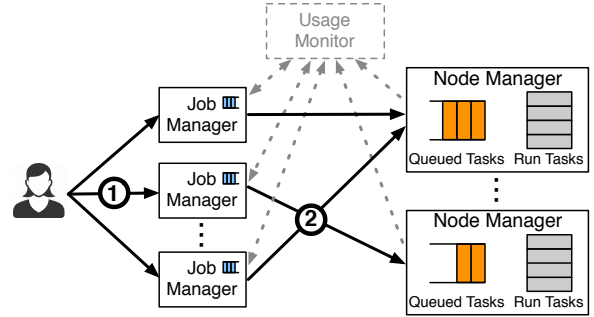 Usage
Monitor
Job
Manager
Node Manager
Queued Tasks Run Tasks
1
Job
Manager
2
Job
Manager
Node Manager
Queued Tasks Run Tasks